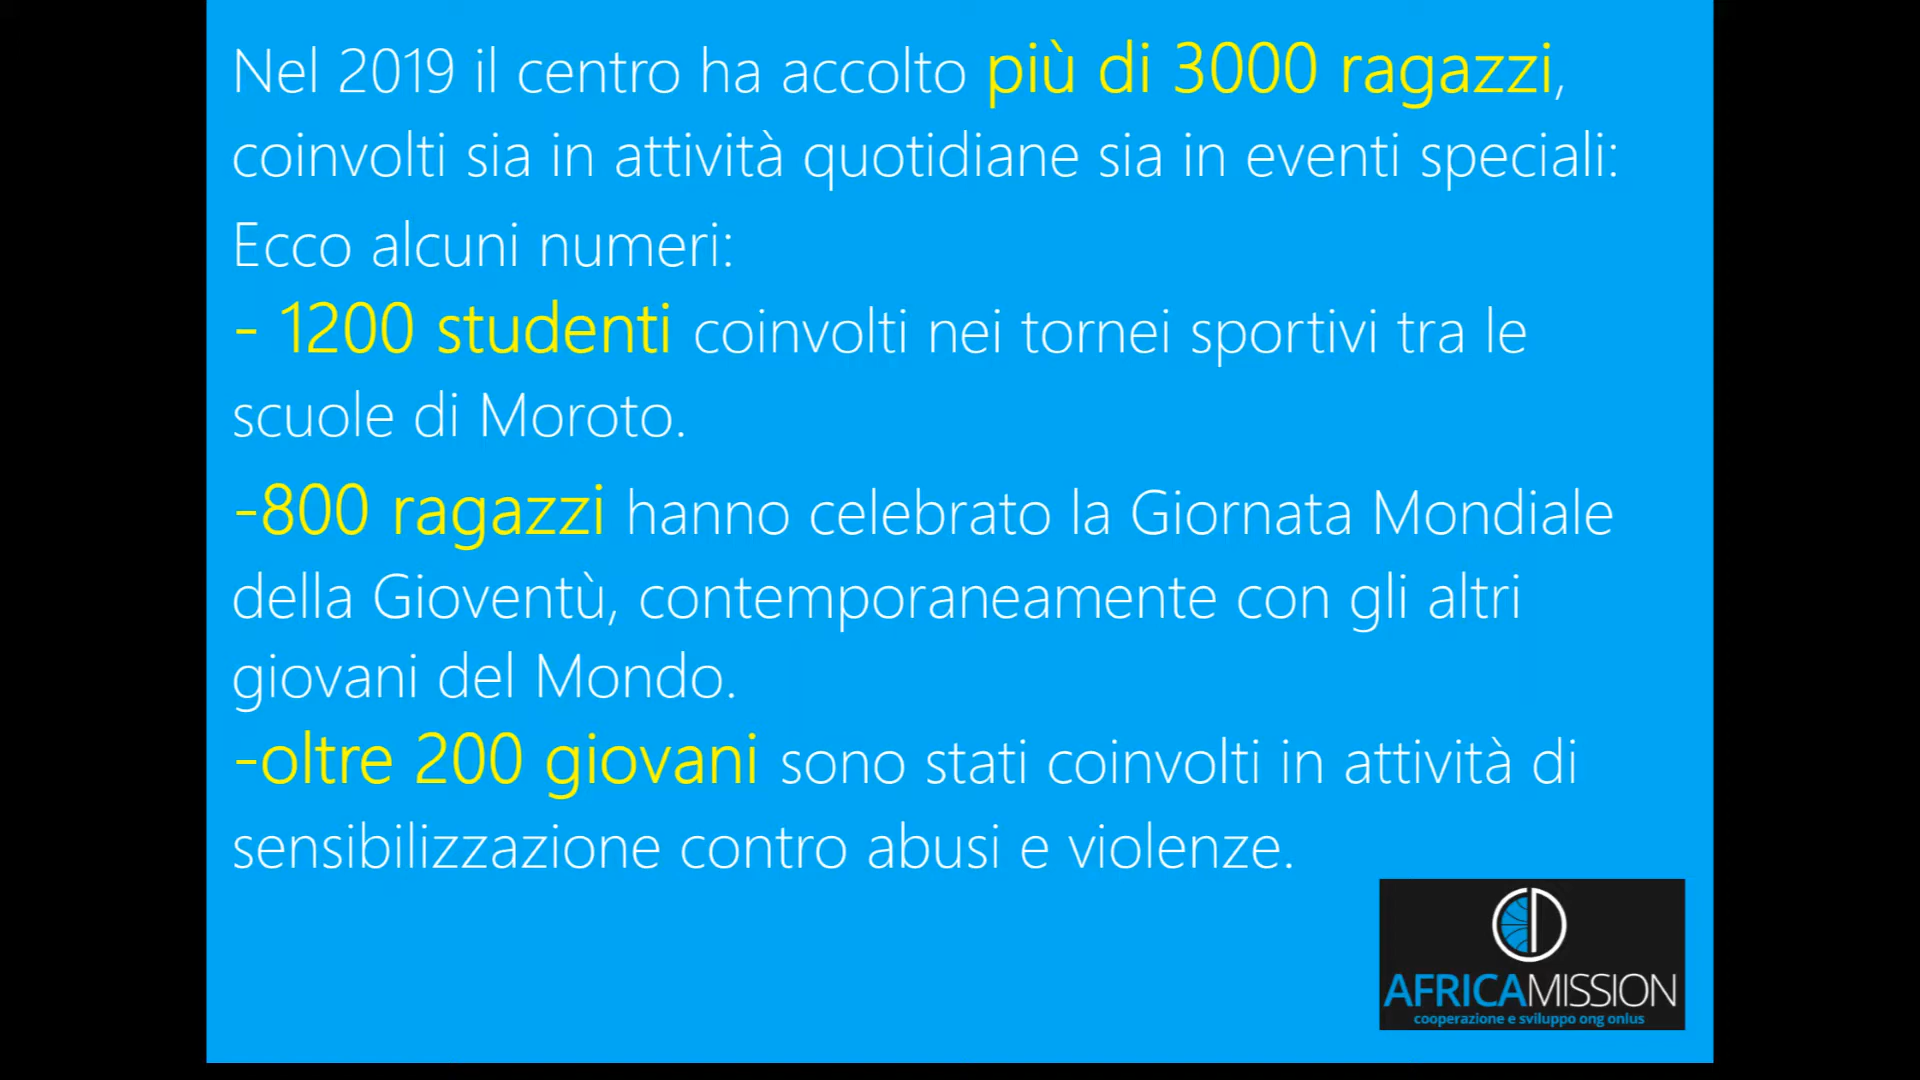 Nel 2019 il centro ha accolto più di 3000 ragazzi,
coinvolti sia in attività quotidiane sia in eventi speciali:
Ecco alcuni numeri:
- 1200 studenti coinvolti nei tornei sportivi tra le
scuole di Moroto.
-800 ragazzi hanno celebrato la Giornata Mondiale
della Gioventù, contemporaneamente con gli altri
giovani del Mondo.
-oltre 200 giovani sono stati coinvolti in attività di
sensibilizzazione contro abusi e violenze.
AFRICAMISSION
cooperazione e sviluppo ong onlus